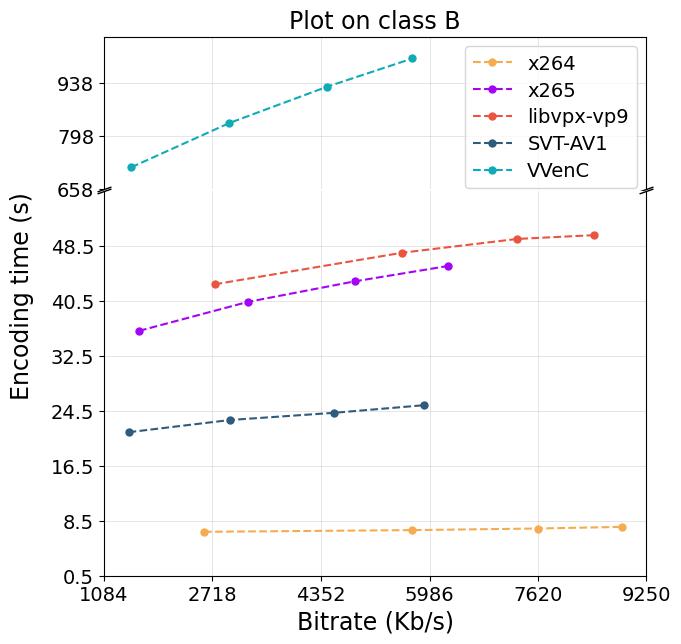 Plot on class B
x264
x265
libvpx-vp9
SVT-AV1
VVenC
938
798
658
48.5
40.5
32.5
24.5
16.5
8.5
0.5
Encoding time (s)
1084 2718 4352 5986 7620 9250
Bitrate (Kb/s)